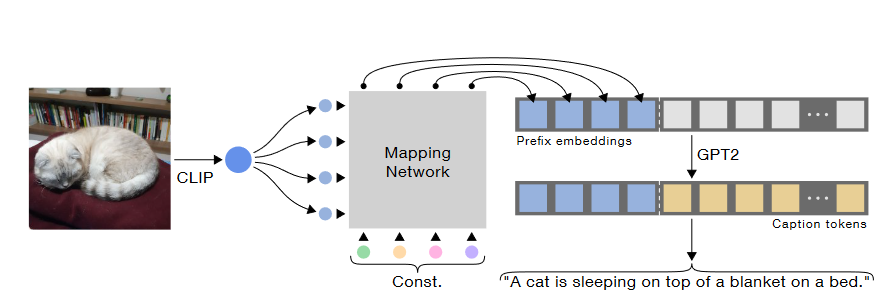 CLIP
Mapping
Network
Const.
Prefix embeddings
GPT2
Caption tokens
"A cat is sleeping on top of a blanket on a bed."